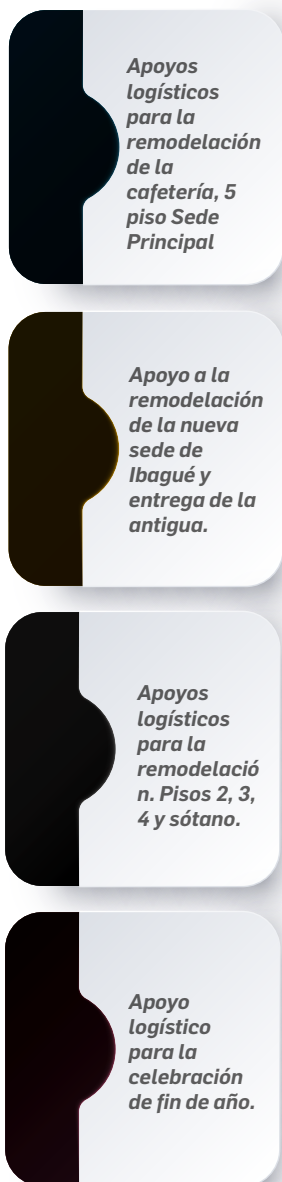 Apoyos
logísticos
para la
remodelación
de la
cafetería, 5
piso Sede
Principal
Apoyo a la
remodelación
de la nueva
sede de
Ibagué y
entrega de la
antigua.
Apoyos
logísticos
para la
remodelació
n. Pisos 2, 3,
4 y sótano.
Apoyo
logístico
para la
celebración
de fin de año.